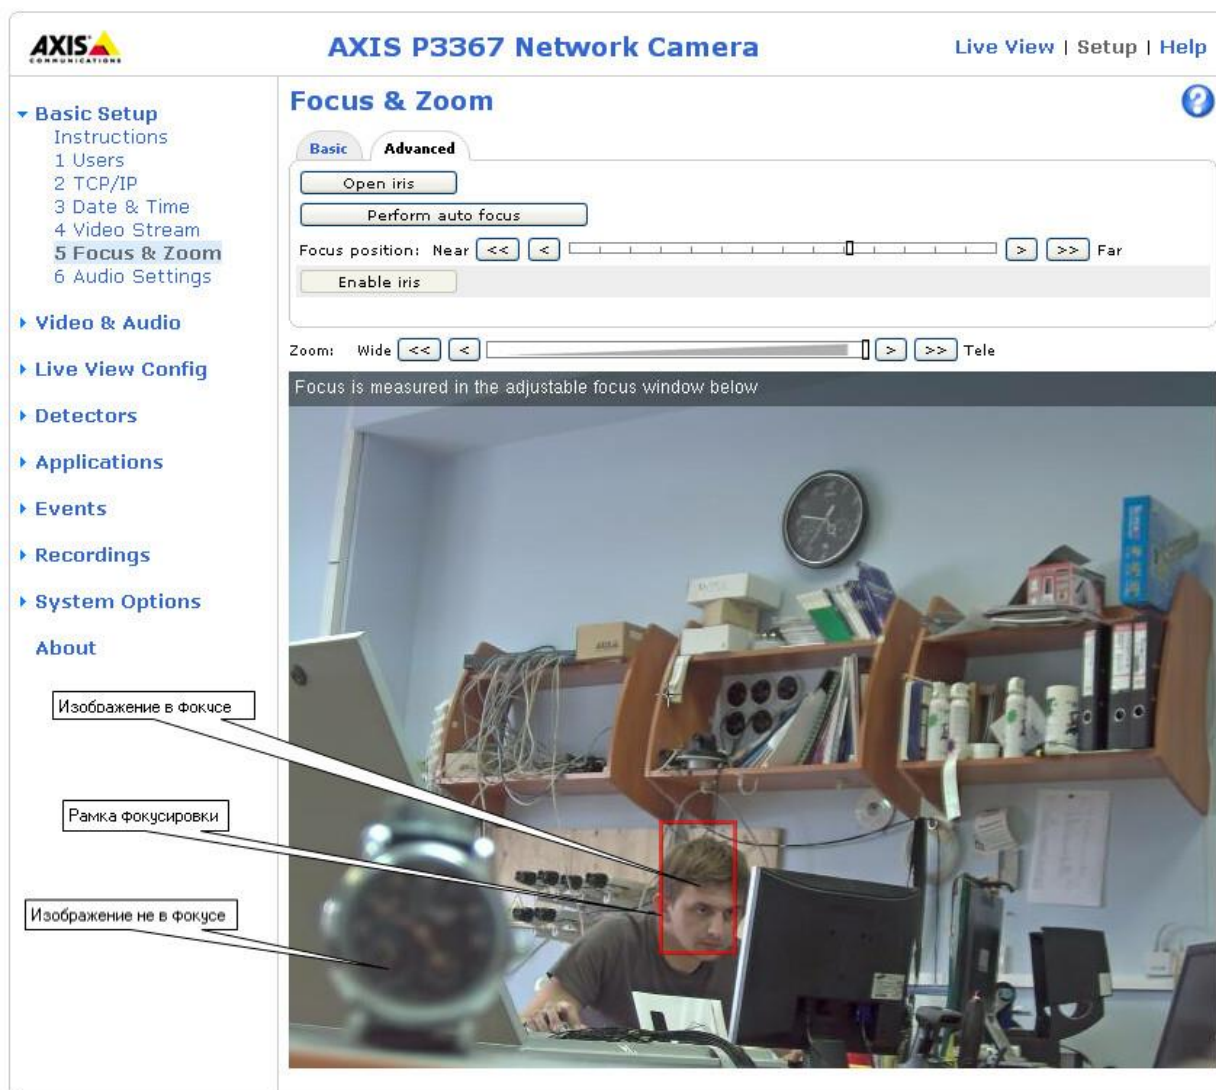 AXIS
COMMUNICATIONS
AXIS P3367 Network Camera
Live View | Setup | Help
Basic Setup
Instructions
1 Users
2 TCP/IP
3 Date & Time
4 Video Stream
5 Focus & Zoom
6 Audio Settings
Video & Audio
Live View Config
Detectors
Applications
Events
Recordings
System Options
About
Focus & Zoom
?
Basic
Advanced
Open iris
Perform auto focus
Focus position: Near << < > >> Far
Enable iris
Zoom: Wide << < > >> Tele
Focus is measured in the adjustable focus window below
Изображение в фокусе
Рамка фокусировки
Изображение не в фокусе